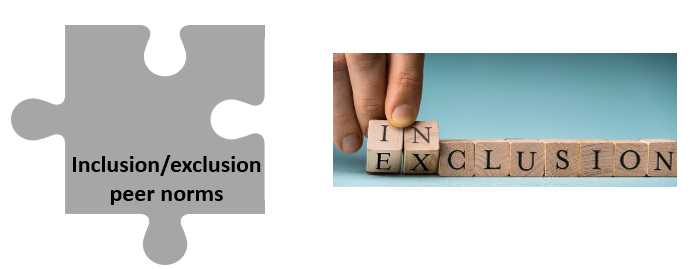 Inclusion/exclusion
peer norms
IN
EXCLUSION